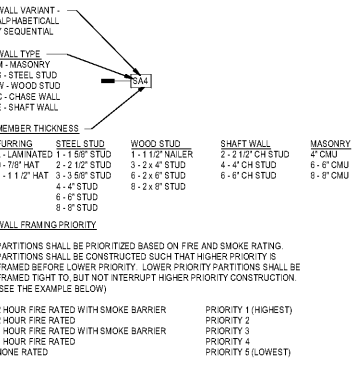 WALL VARIANT -
ALPHABETICALL
Y SEQUENTIAL
WALL TYPE
M - MASONRY
S - STEEL STUD
W - WOOD STUD
C - CHASE WALL
E - SHAFT WALL
SA4
MEMBER THICKNESS
FURRING STEEL STUD WOOD STUD SHAFT WALL MASONRY
- LAMINATED 1 - 1 5/8" STUD 1 - 1 1/2" NAILER 2 - 2 1/2" CH STUD 4" CMU
- 7/8" HAT 2 - 2 1/2" STUD 3 - 2 x 4" STUD 4 - 4" CH STUD 6 - 6" CMU
- 1 1/2" HAT 3 - 3 5/8" STUD 6 - 2 x 6" STUD 6 - 6" CH STUD 8 - 8" CMU
4 - 4" STUD 8 - 2 x 8" STUD
6 - 6" STUD
8 - 8" STUD
WALL FRAMING PRIORITY
PARTITIONS SHALL BE PRIORITIZED BASED ON FIRE AND SMOKE RATING.
PARTITIONS SHALL BE CONSTRUCTED SUCH THAT HIGHER PRIORITY IS
FRAMED BEFORE LOWER PRIORITY. LOWER PRIORITY PARTITIONS SHALL BE
FRAMED TIGHT TO, BUT NOT INTERRUPT HIGHER PRIORITY CONSTRUCTION.
(SEE THE EXAMPLE BELOW)
HOUR FIRE RATED WITH SMOKE BARRIER PRIORITY 1 (HIGHEST)
HOUR FIRE RATED PRIORITY 2
HOUR FIRE RATED WITH SMOKE BARRIER PRIORITY 3
HOUR FIRE RATED PRIORITY 4
NONE RATED PRIORITY 5 (LOWEST)